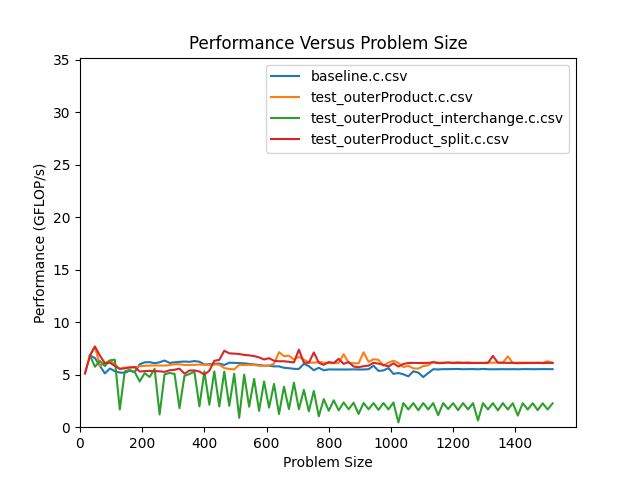 Performance Versus Problem Size
35
30
25
20
15
10
5
0
Performance (GFLOP/s)
baseline.c.csv
test_outerProduct.c.csv
test_outerProduct_interchange.c.csv
test_outerProduct_split.c.csv
0 200 400 600 800 1000 1200 1400
Problem Size